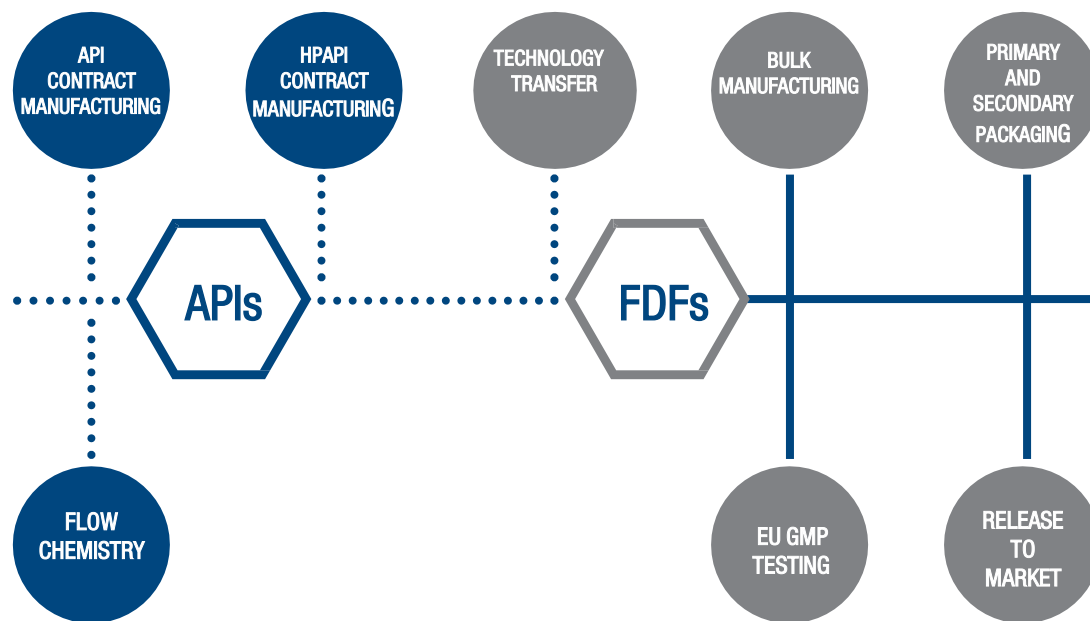 API
CONTRACT
MANUFACTURING
HPAPI
CONTRACT
MANUFACTURING
TECHNOLOGY
TRANSFER
BULK
MANUFACTURING
PRIMARY
AND
SECONDARY
PACKAGING
APIs
FDFs
FLOW
CHEMISTRY
EU GMP
TESTING
RELEASE
TO
MARKET